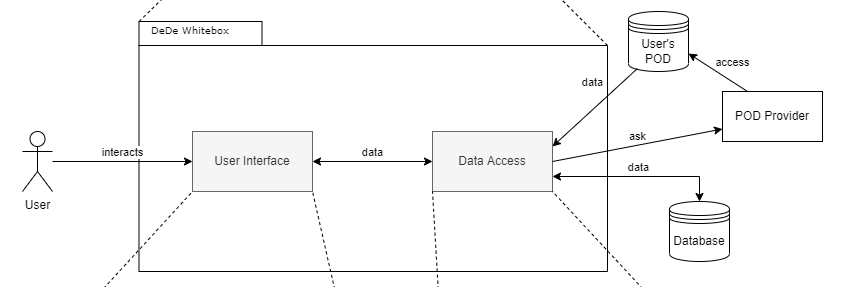 DeDe Whitebox
User's
POD
access
data
POD Provider
ask
interacts
User Interface
data
Data Access
data
User
Database